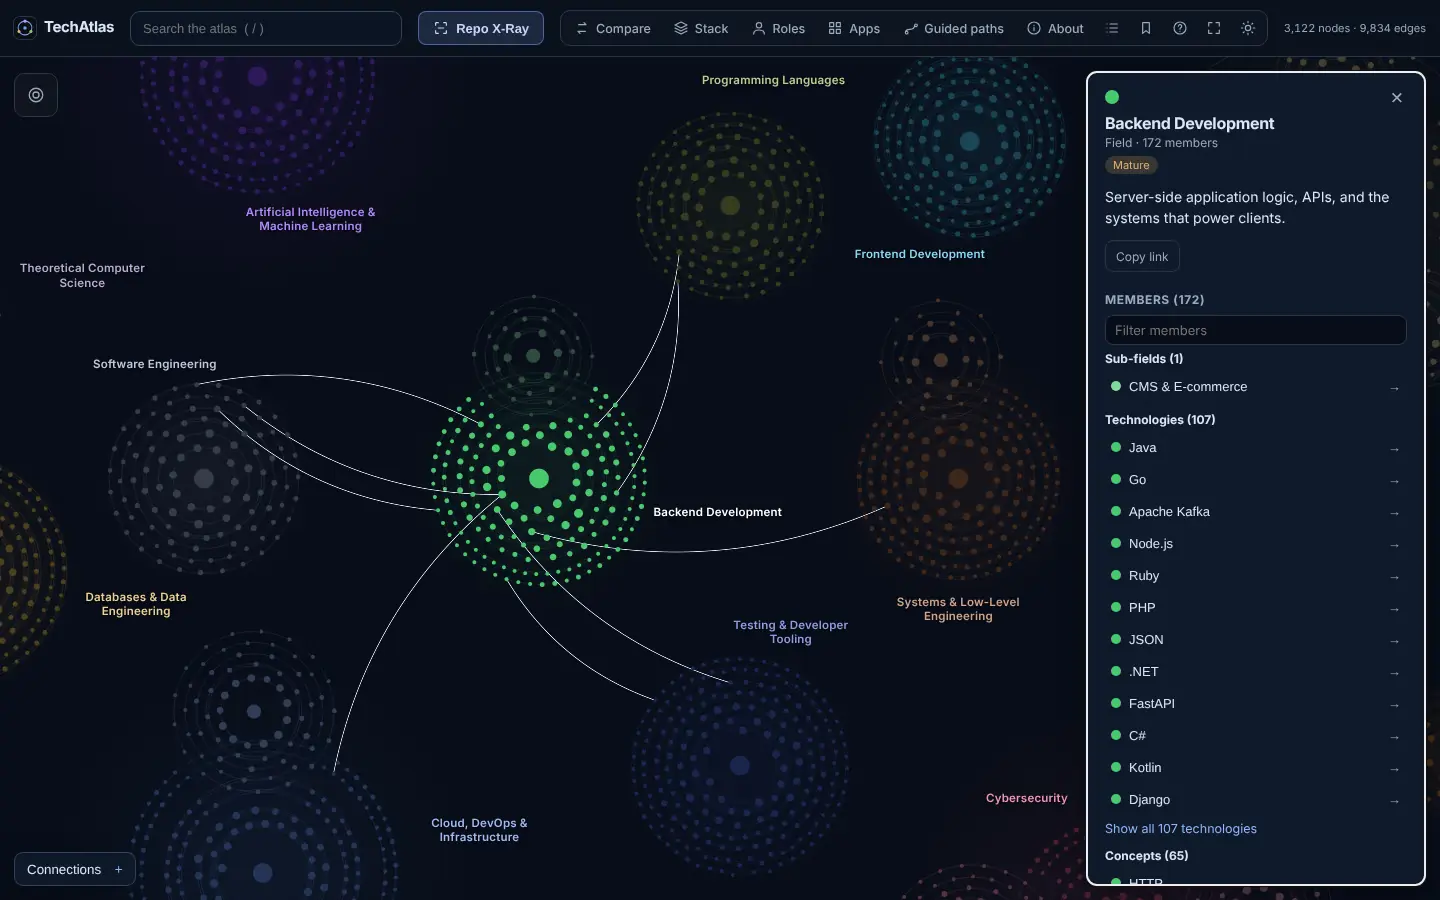 TechAtlas
Search the atlas ( / )
Repo X-Ray
Compare
Stack
Roles
Apps
Guided paths
About
3,122 nodes · 9,834 edges
Programming Languages
Artificial Intelligence &
Machine Learning
Frontend Development
Theoretical Computer
Science
Software Engineering
Backend Development
Databases & Data
Engineering
Systems & Low-Level
Engineering
Testing & Developer
Tooling
Cybersecurity
Cloud, DevOps &
Infrastructure
Connections +
Backend Development
Field · 172 members
Mature
Server-side application logic, APIs, and the
systems that power clients.
Copy link
MEMBERS (172)
Filter members
Sub-fields (1)
CMS & E-commerce →
Technologies (107)
Java →
Go →
Apache Kafka →
Node.js →
Ruby →
PHP →
JSON →
.NET →
FastAPI →
C# →
Kotlin →
Django →
Show all 107 technologies
Concepts (65)
HTTP